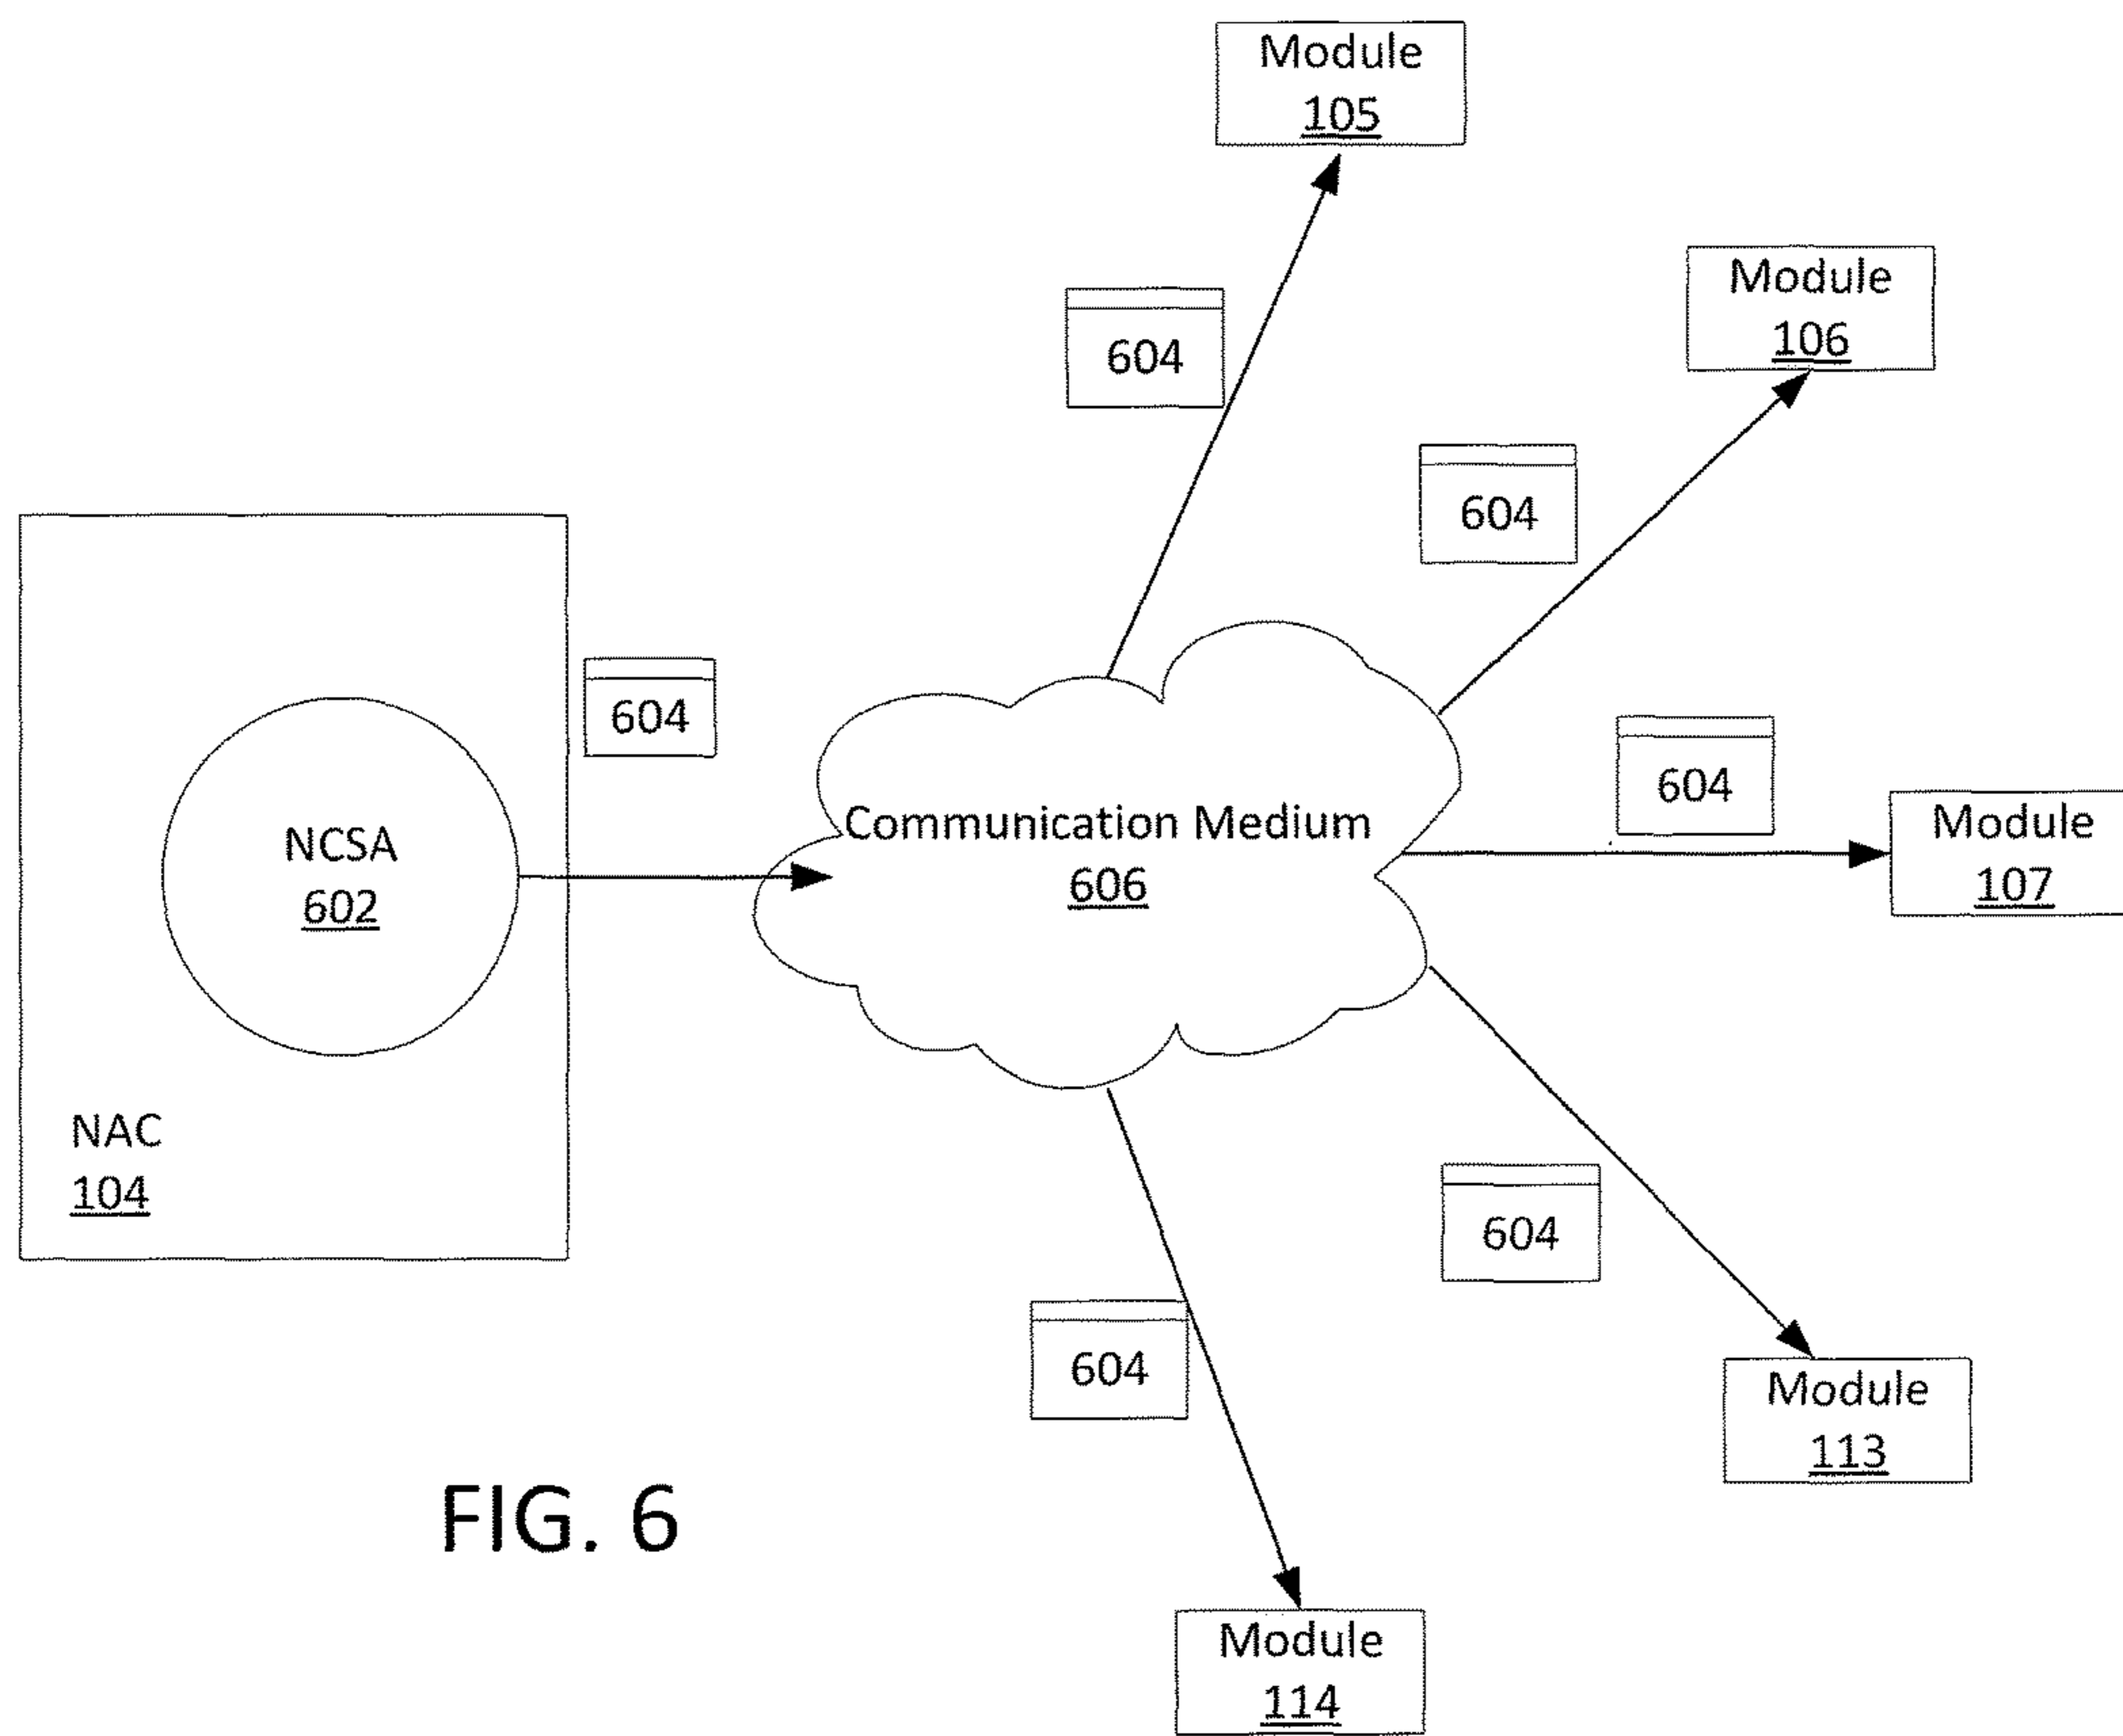 Module
105
Module
106
604
604
604
604
Module
107
NCSA
602
Communication Medium
606
NAC
104
604
604
Module
113
FIG. 6
Module
114